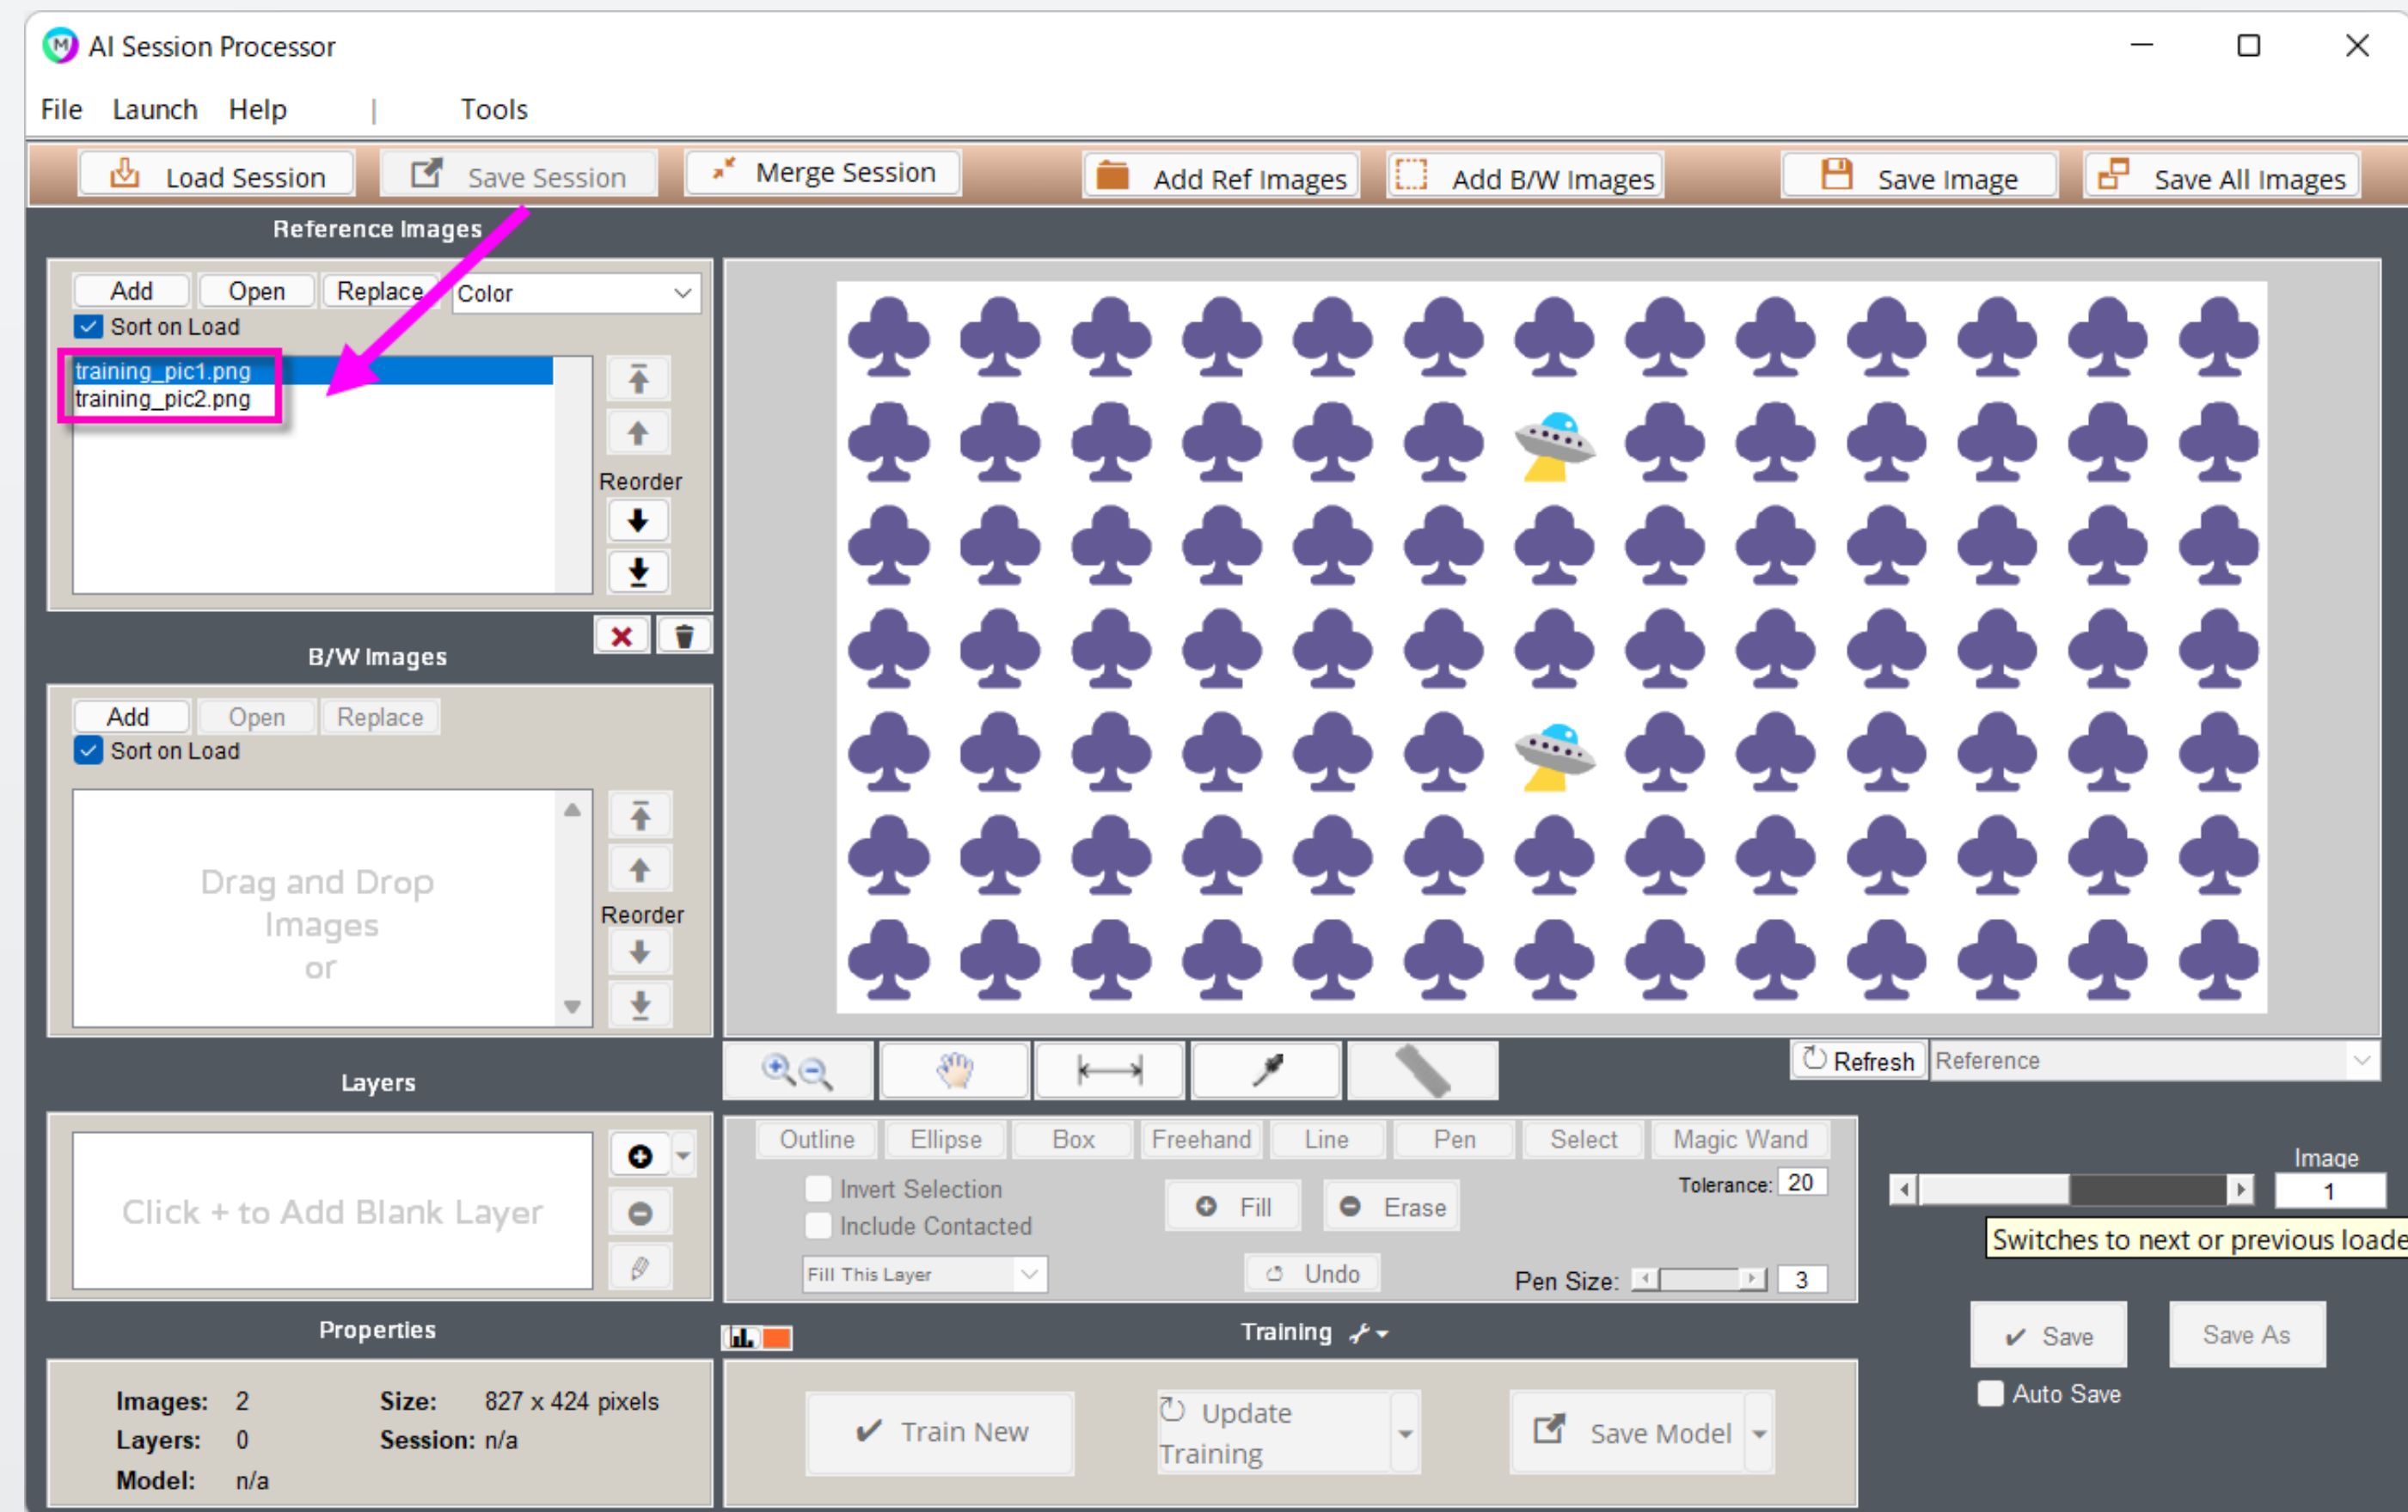 AI Session Processor
File Launch Help | Tools
Load Session Save Session Merge Session Add Ref Images Add B/W Images Save Image Save All Images
Reference Images
Add Open Replace Color
Sort on Load
training_pic1.png
training_pic2.png
Reorder
B/W Images
Add Open Replace
Sort on Load
Drag and Drop
Images
or
Reorder
Layers
Click + to Add Blank Layer
Properties
Images: 2 Size: 827 x 424 pixels
Layers: 0 Session: n/a
Model: n/a
Refresh Reference
Outline Ellipse Box Freehand Line Pen Select Magic Wand
Invert Selection Fill Erase Tolerance: 20
Include Contacted
Fill This Layer Undo Pen Size: 3
Image
1
Switches to next or previous loade
Training
Train New Update
Training
Save Model
Save Save As
Auto Save